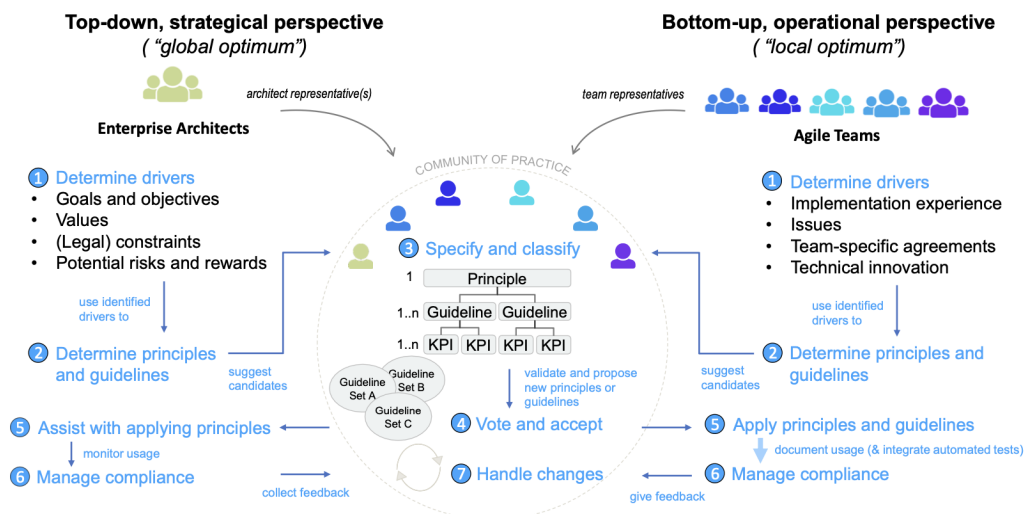 Top-down, strategical perspective
( “global optimum”)
architect representative(s)
Enterprise Architects
1 Determine drivers
• Goals and objectives
• Values
• (Legal) constraints
• Potential risks and rewards
use identified
drivers to
2 Determine principles
and guidelines
suggest
candidates
5 Assist with applying principles
monitor usage
6 Manage compliance
collect feedback
COMMUNITY OF PRACTICE
3 Specify and classify
1 Principle
1..n Guideline Guideline
1..n KPI KPI KPI KPI
Guideline
Set A
Guideline
Set B
Guideline
Set C
validate and propose
new principles or
guidelines
4 Vote and accept
7 Handle changes
Bottom-up, operational perspective
( “local optimum”)
team representatives
Agile Teams
1 Determine drivers
• Implementation experience
• Issues
• Team-specific agreements
• Technical innovation
use identified
drivers to
2 Determine principles and
guidelines
suggest
candidates
5 Apply principles and guidelines
document usage (& integrate automated tests)
6 Manage compliance
give feedback